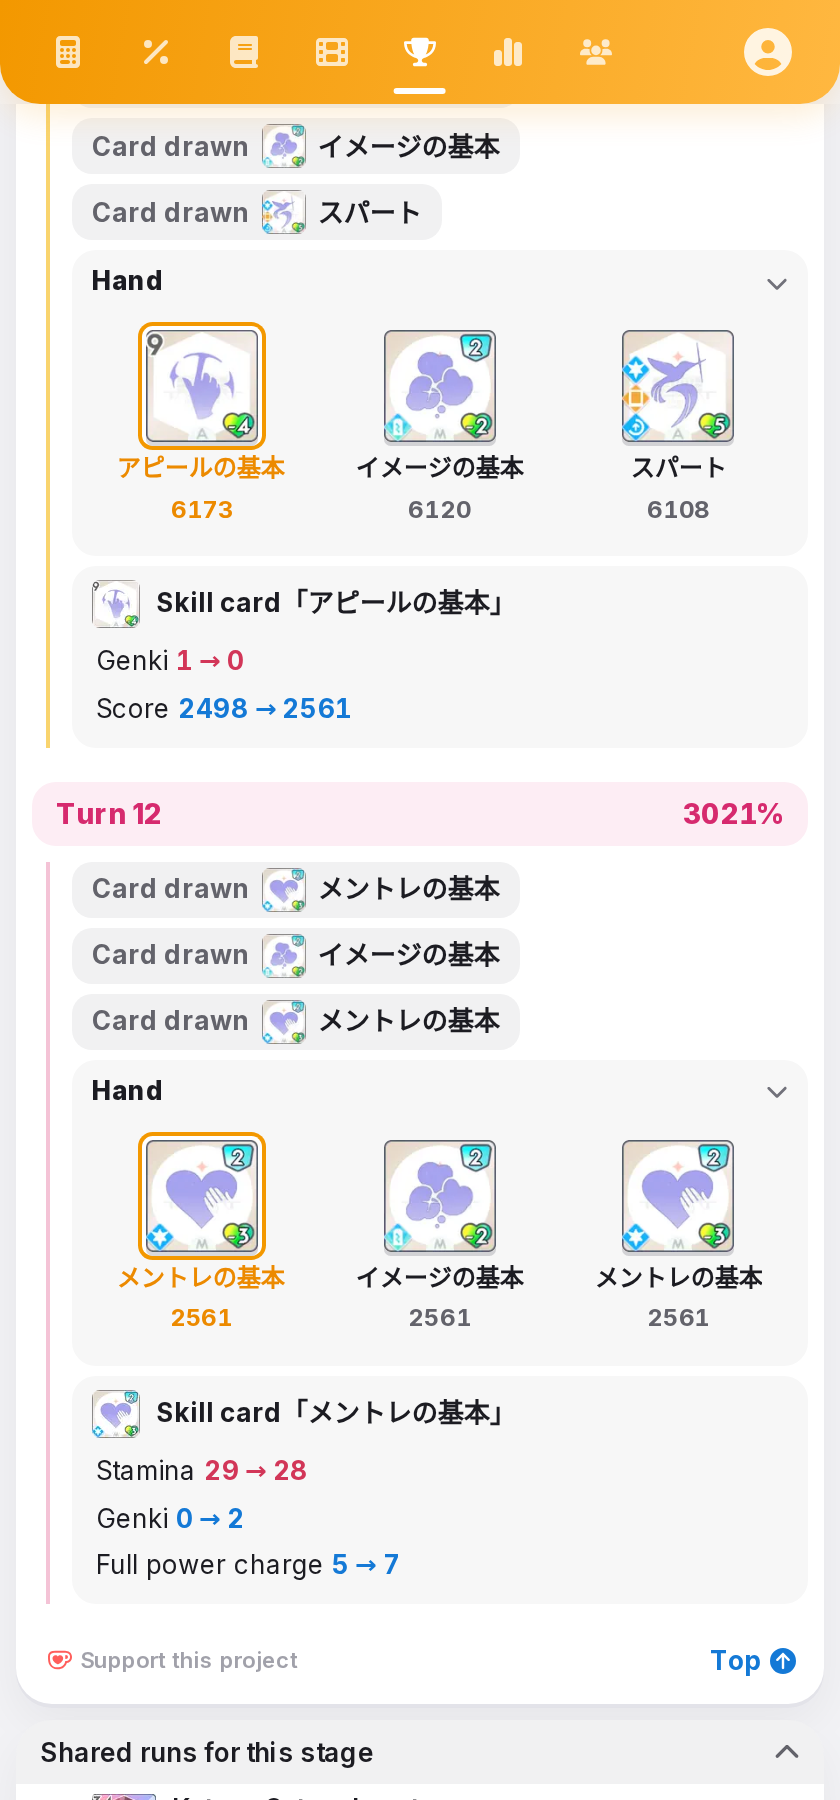 Card drawn イメージの基本
Card drawn スパート
Hand
9 -4 A
2 -2 M
-5 A
アピールの基本 イメージの基本 スパート
6173 6120 6108
Skill card「アピールの基本」
Genki 1 → 0
Score 2498 → 2561
Turn 12 3021%
Card drawn メントレの基本
Card drawn イメージの基本
Card drawn メントレの基本
Hand
2 -3 M
2 -2 M
2 -3 M
メントレの基本 イメージの基本 メントレの基本
2561 2561 2561
Skill card「メントレの基本」
Stamina 29 → 28
Genki 0 → 2
Full power charge 5 → 7
Support this project Top
Shared runs for this stage